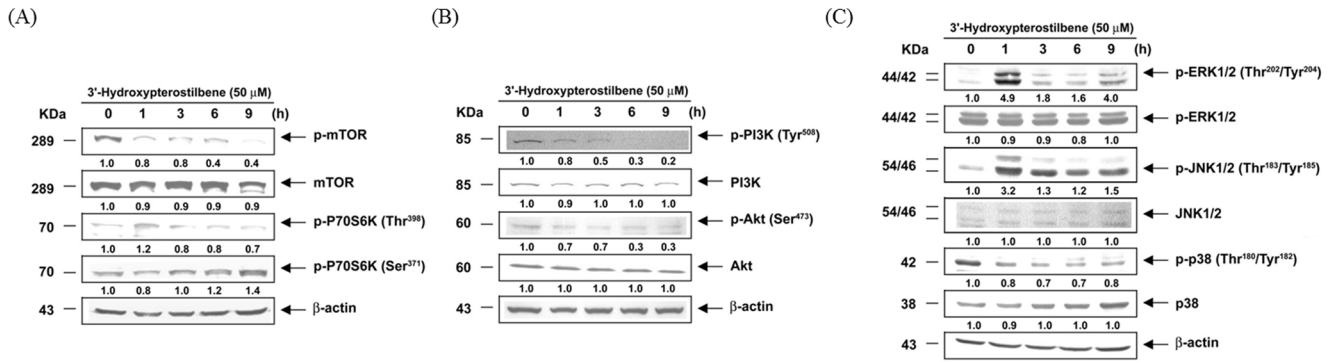 (A)
3'-Hydroxypterostilbene (50 μM)
KDa 0 1 3 6 9 (h)
289 p-mTOR
1.0 0.8 0.8 0.4 0.4
289 mTOR
1.0 0.9 0.9 0.9 0.9
70 p-P70S6K (Thr398)
1.0 1.2 0.8 0.8 0.7
70 p-P70S6K (Ser371)
1.0 0.8 1.0 1.2 1.4
43 β-actin
(B)
3'-Hydroxypterostilbene (50 μM)
KDa 0 1 3 6 9 (h)
85 p-PI3K (Tyr508)
1.0 0.8 0.5 0.3 0.2
85 PI3K
1.0 0.9 1.0 1.0 1.0
60 p-Akt (Ser473)
1.0 0.7 0.7 0.3 0.3
60 Akt
1.0 1.0 1.0 1.0 1.0
43 β-actin
(C)
3'-Hydroxypterostilbene (50 μM)
KDa 0 1 3 6 9 (h)
44/42 p-ERK1/2 (Thr202/Tyr204)
1.0 4.9 1.8 1.6 4.0
44/42 p-ERK1/2
1.0 0.9 0.9 0.8 1.0
54/46 p-JNK1/2 (Thr183/Tyr185)
1.0 3.2 1.3 1.2 1.5
54/46 JNK1/2
1.0 1.0 1.0 1.0 1.0
42 p-p38 (Thr180/Tyr182)
1.0 0.8 0.7 0.7 0.8
38 p38
1.0 0.9 1.0 1.0 1.0
43 β-actin